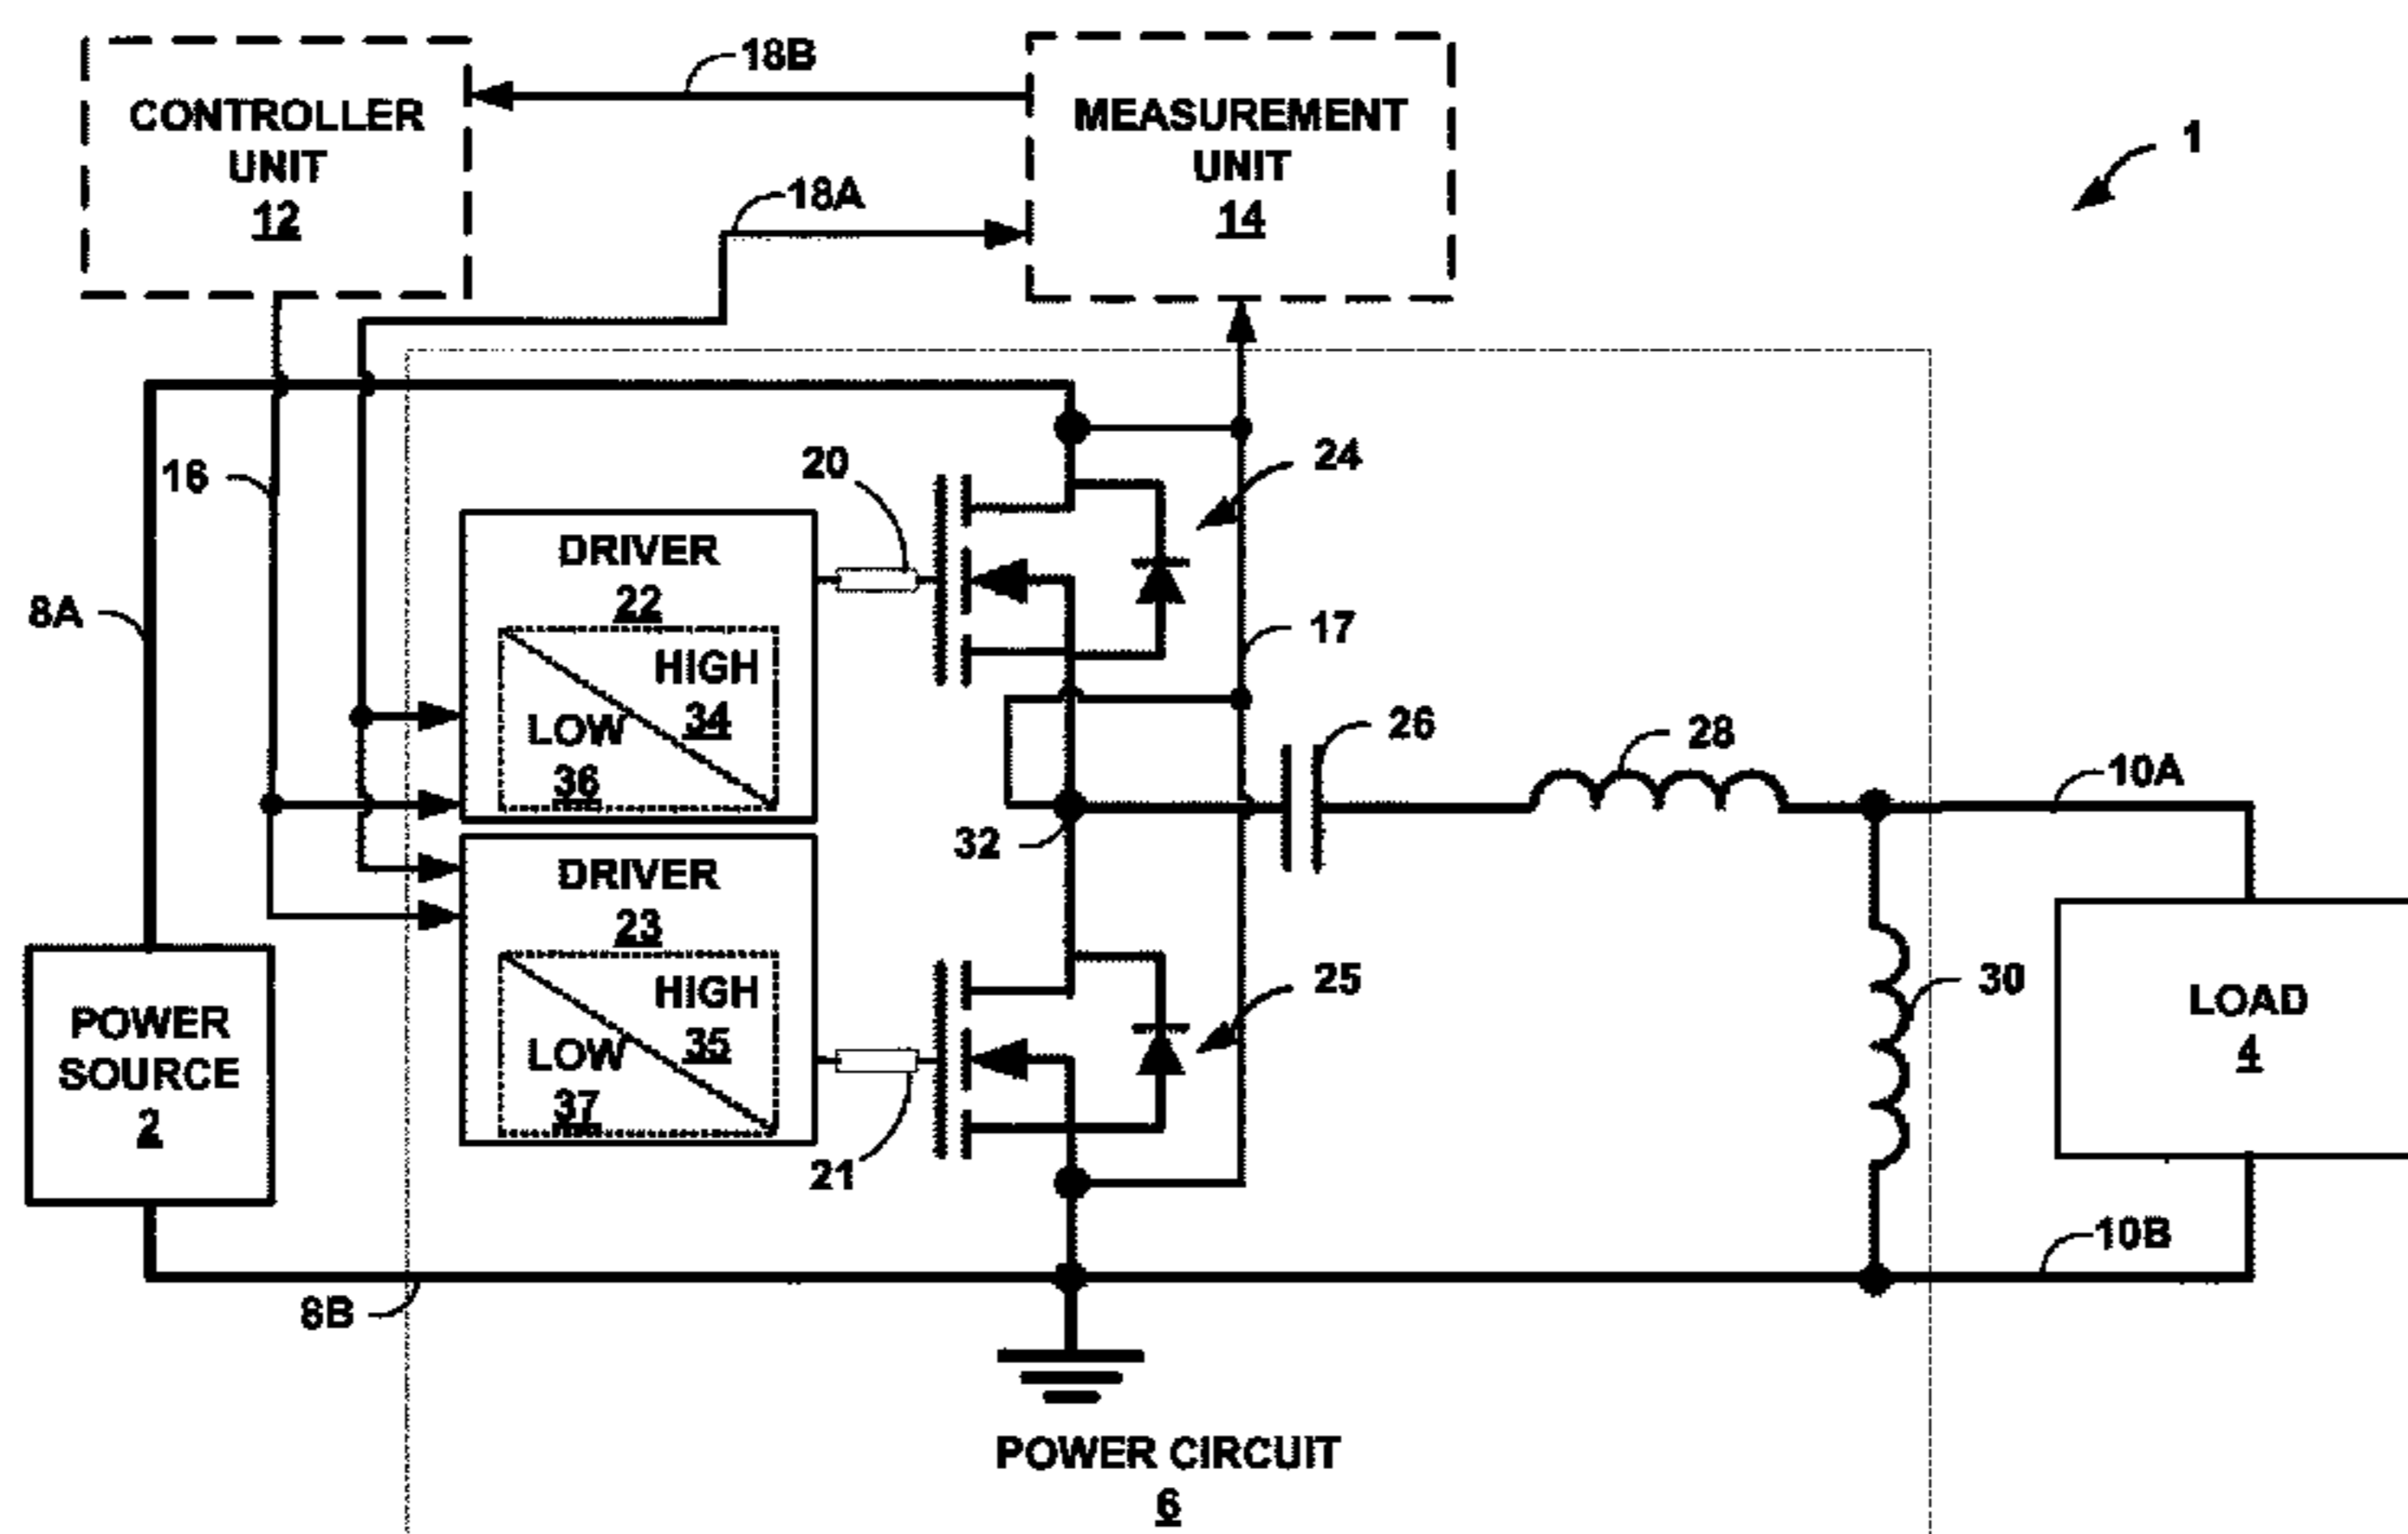 18B
CONTROLLER
UNIT
12
MEASUREMENT
UNIT
14
1
18A
16
20
24
DRIVER
22
HIGH
34
LOW
36
8A
17
26
28
10A
32
DRIVER
23
HIGH
35
LOW
37
25
30
LOAD
4
POWER
SOURCE
2
21
10B
8B
POWER CIRCUIT
6